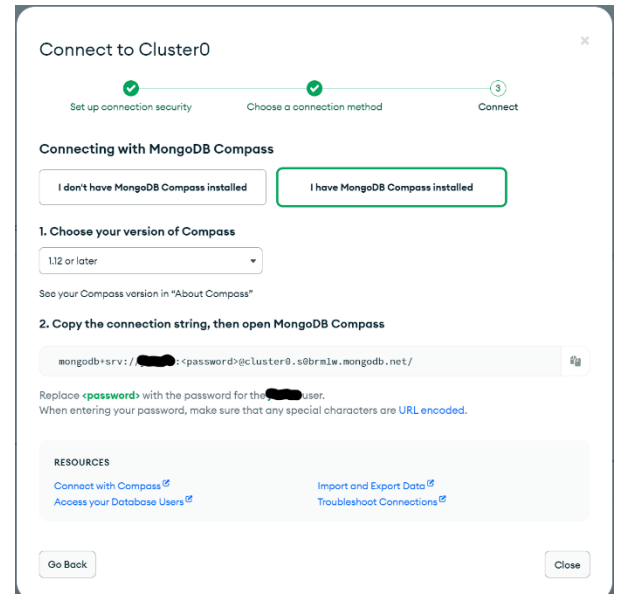 Connect to Cluster0
×
3
Set up connection security
Choose a connection method
Connect
Connecting with MongoDB Compass
I don't have MongoDB Compass installed
I have MongoDB Compass installed
1. Choose your version of Compass
1.12 or later
See your Compass version in “About Compass”
2. Copy the connection string, then open MongoDB Compass
mongodb+srv:// :<password>@cluster0.s0brmlw.mongodb.net/
Replace <password> with the password for the user.
When entering your password, make sure that any special characters are URL encoded.
RESOURCES
Connect with Compass
Import and Export Data
Access your Database Users
Troubleshoot Connections
Go Back
Close